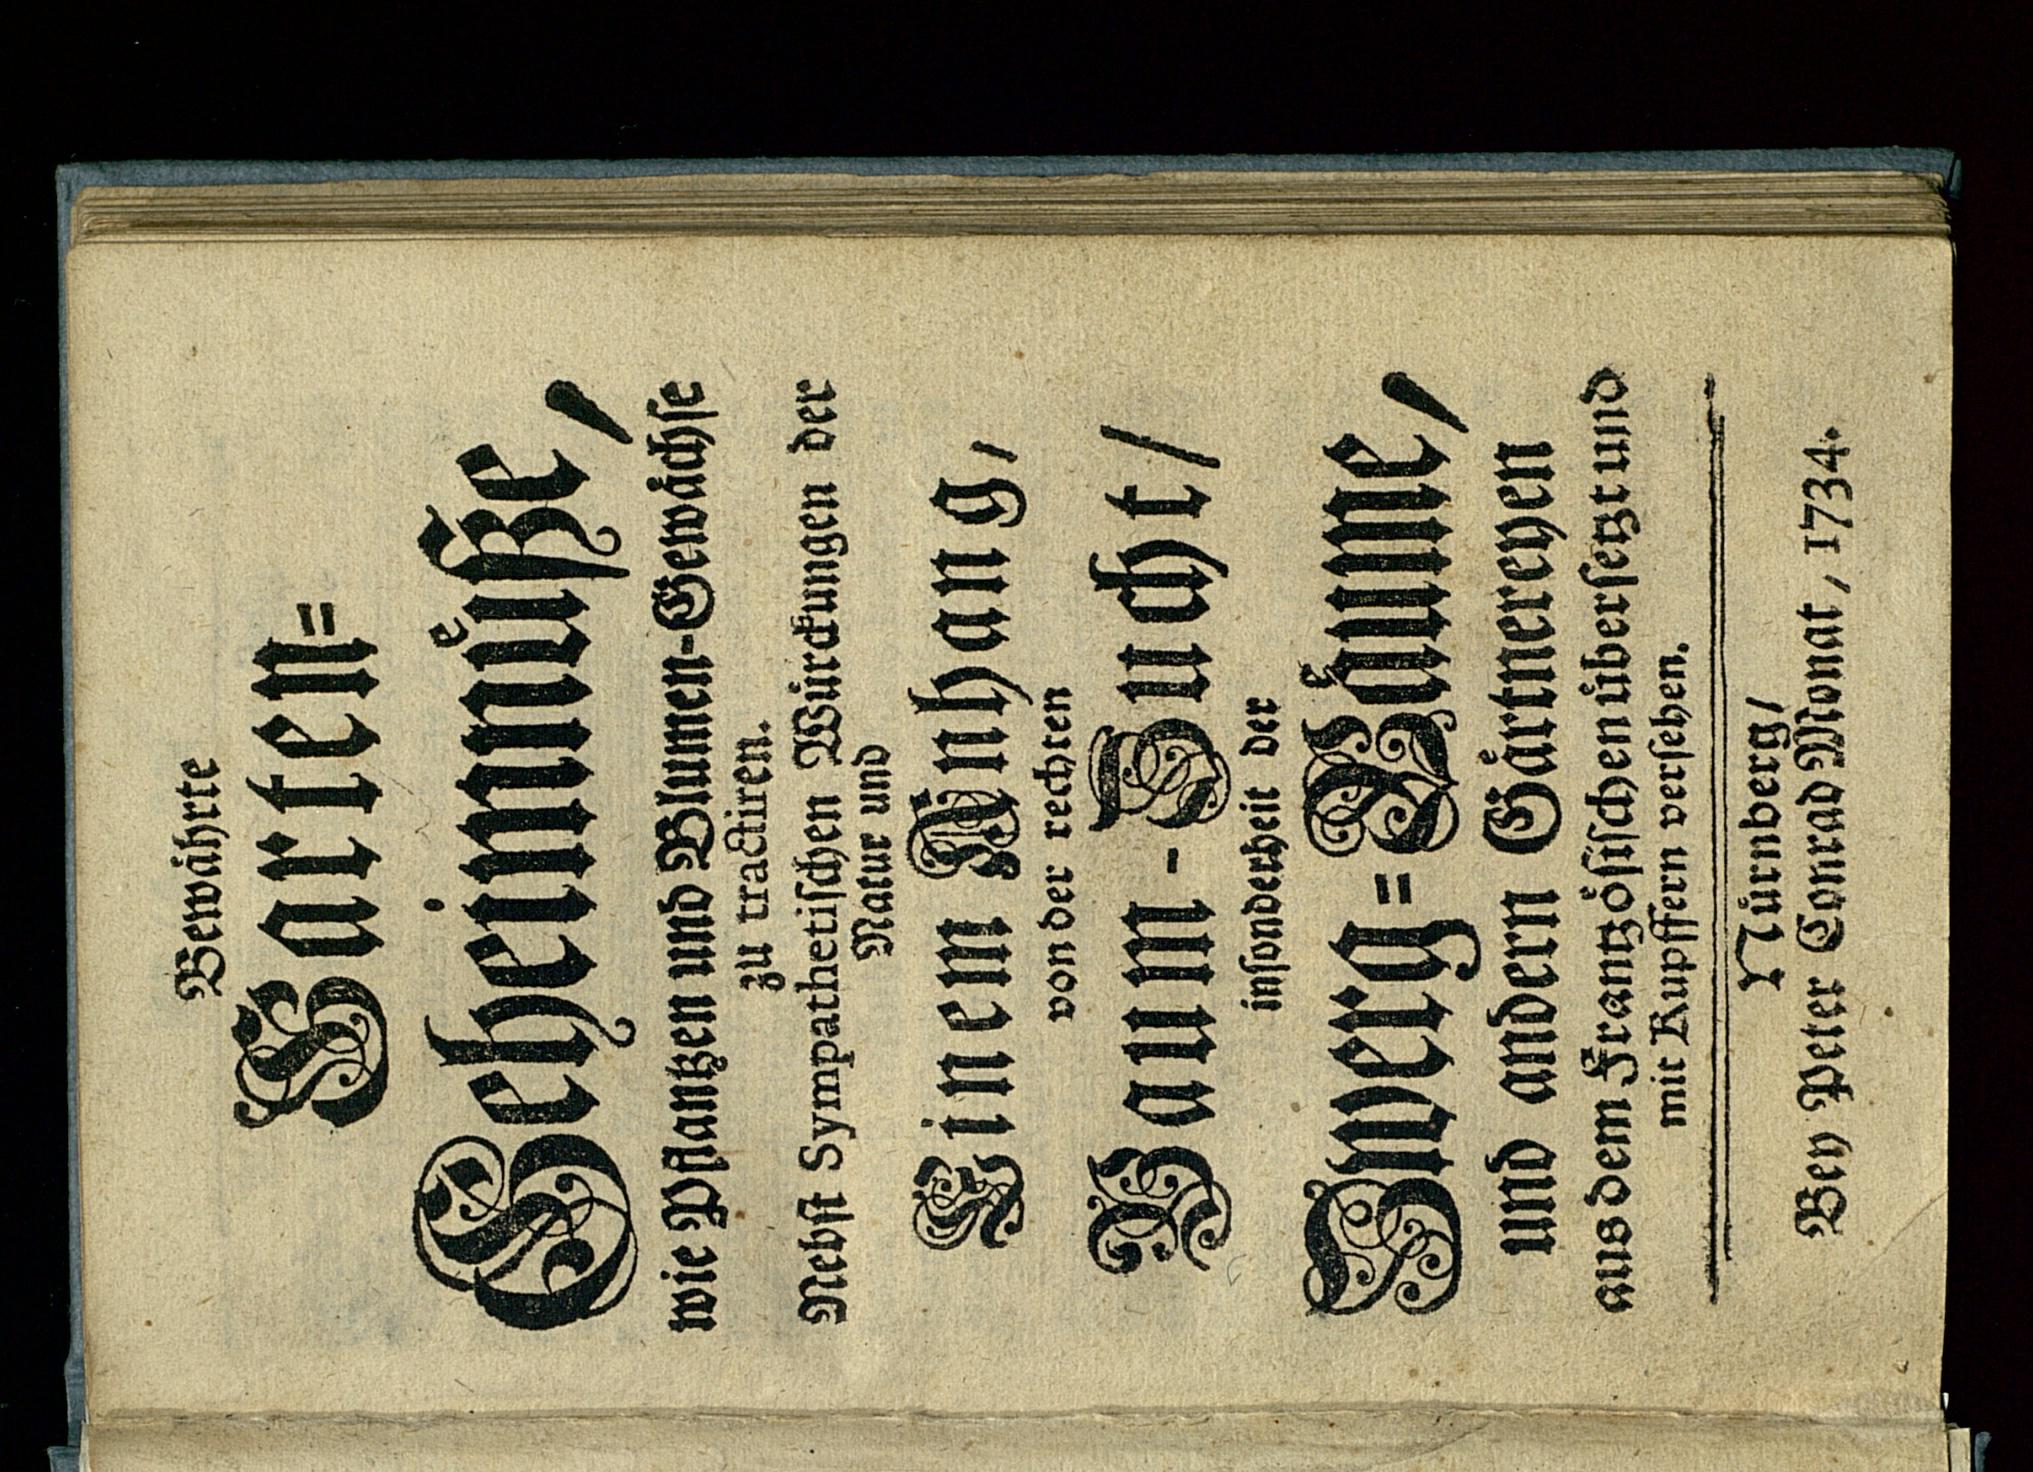 Bewährte
Garten=
Geheimnüße,
wie Pflantzen und Blumen-Gewächse
zu tractiren.
Nebst Sympathetischen Würckungen der
Natur und
Einem Anhang,
von der rechten
Baum-Zucht/
insonderheit der
Zwerg=Bäume,
und andern Gärtnereyen
aus dem Frantzösischen übersetzt und
mit Kupffern versehen.
Nürnberg/
Bey Peter Conrad Monat, 1734.